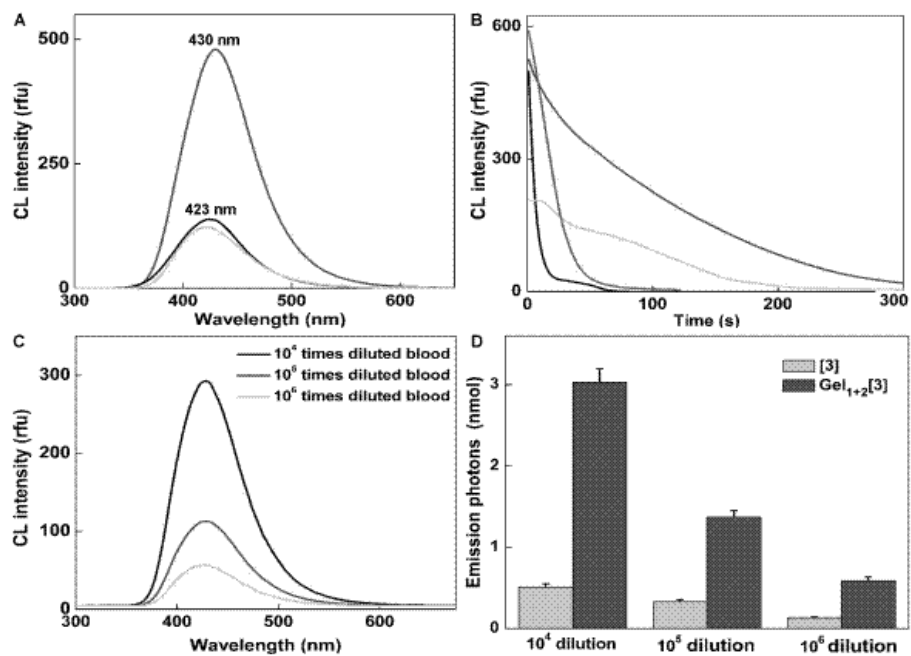 A
500
430 nm
250
423 nm
0
CL intensity (rfu)
300 400 500 600
Wavelength (nm)
B
600
300
0
CL intensity (rfu)
0 100 200 300
Time (s)
C
10⁴ times diluted blood
10⁶ times diluted blood
10⁶ times diluted blood
300
200
100
0
CL intensity (rfu)
300 400 500 600
Wavelength (nm)
D
[3]
Gel₁₊₂[3]
3
2
1
0
Emission photons (nmol)
10⁴ dilution 10⁵ dilution 10⁶ dilution